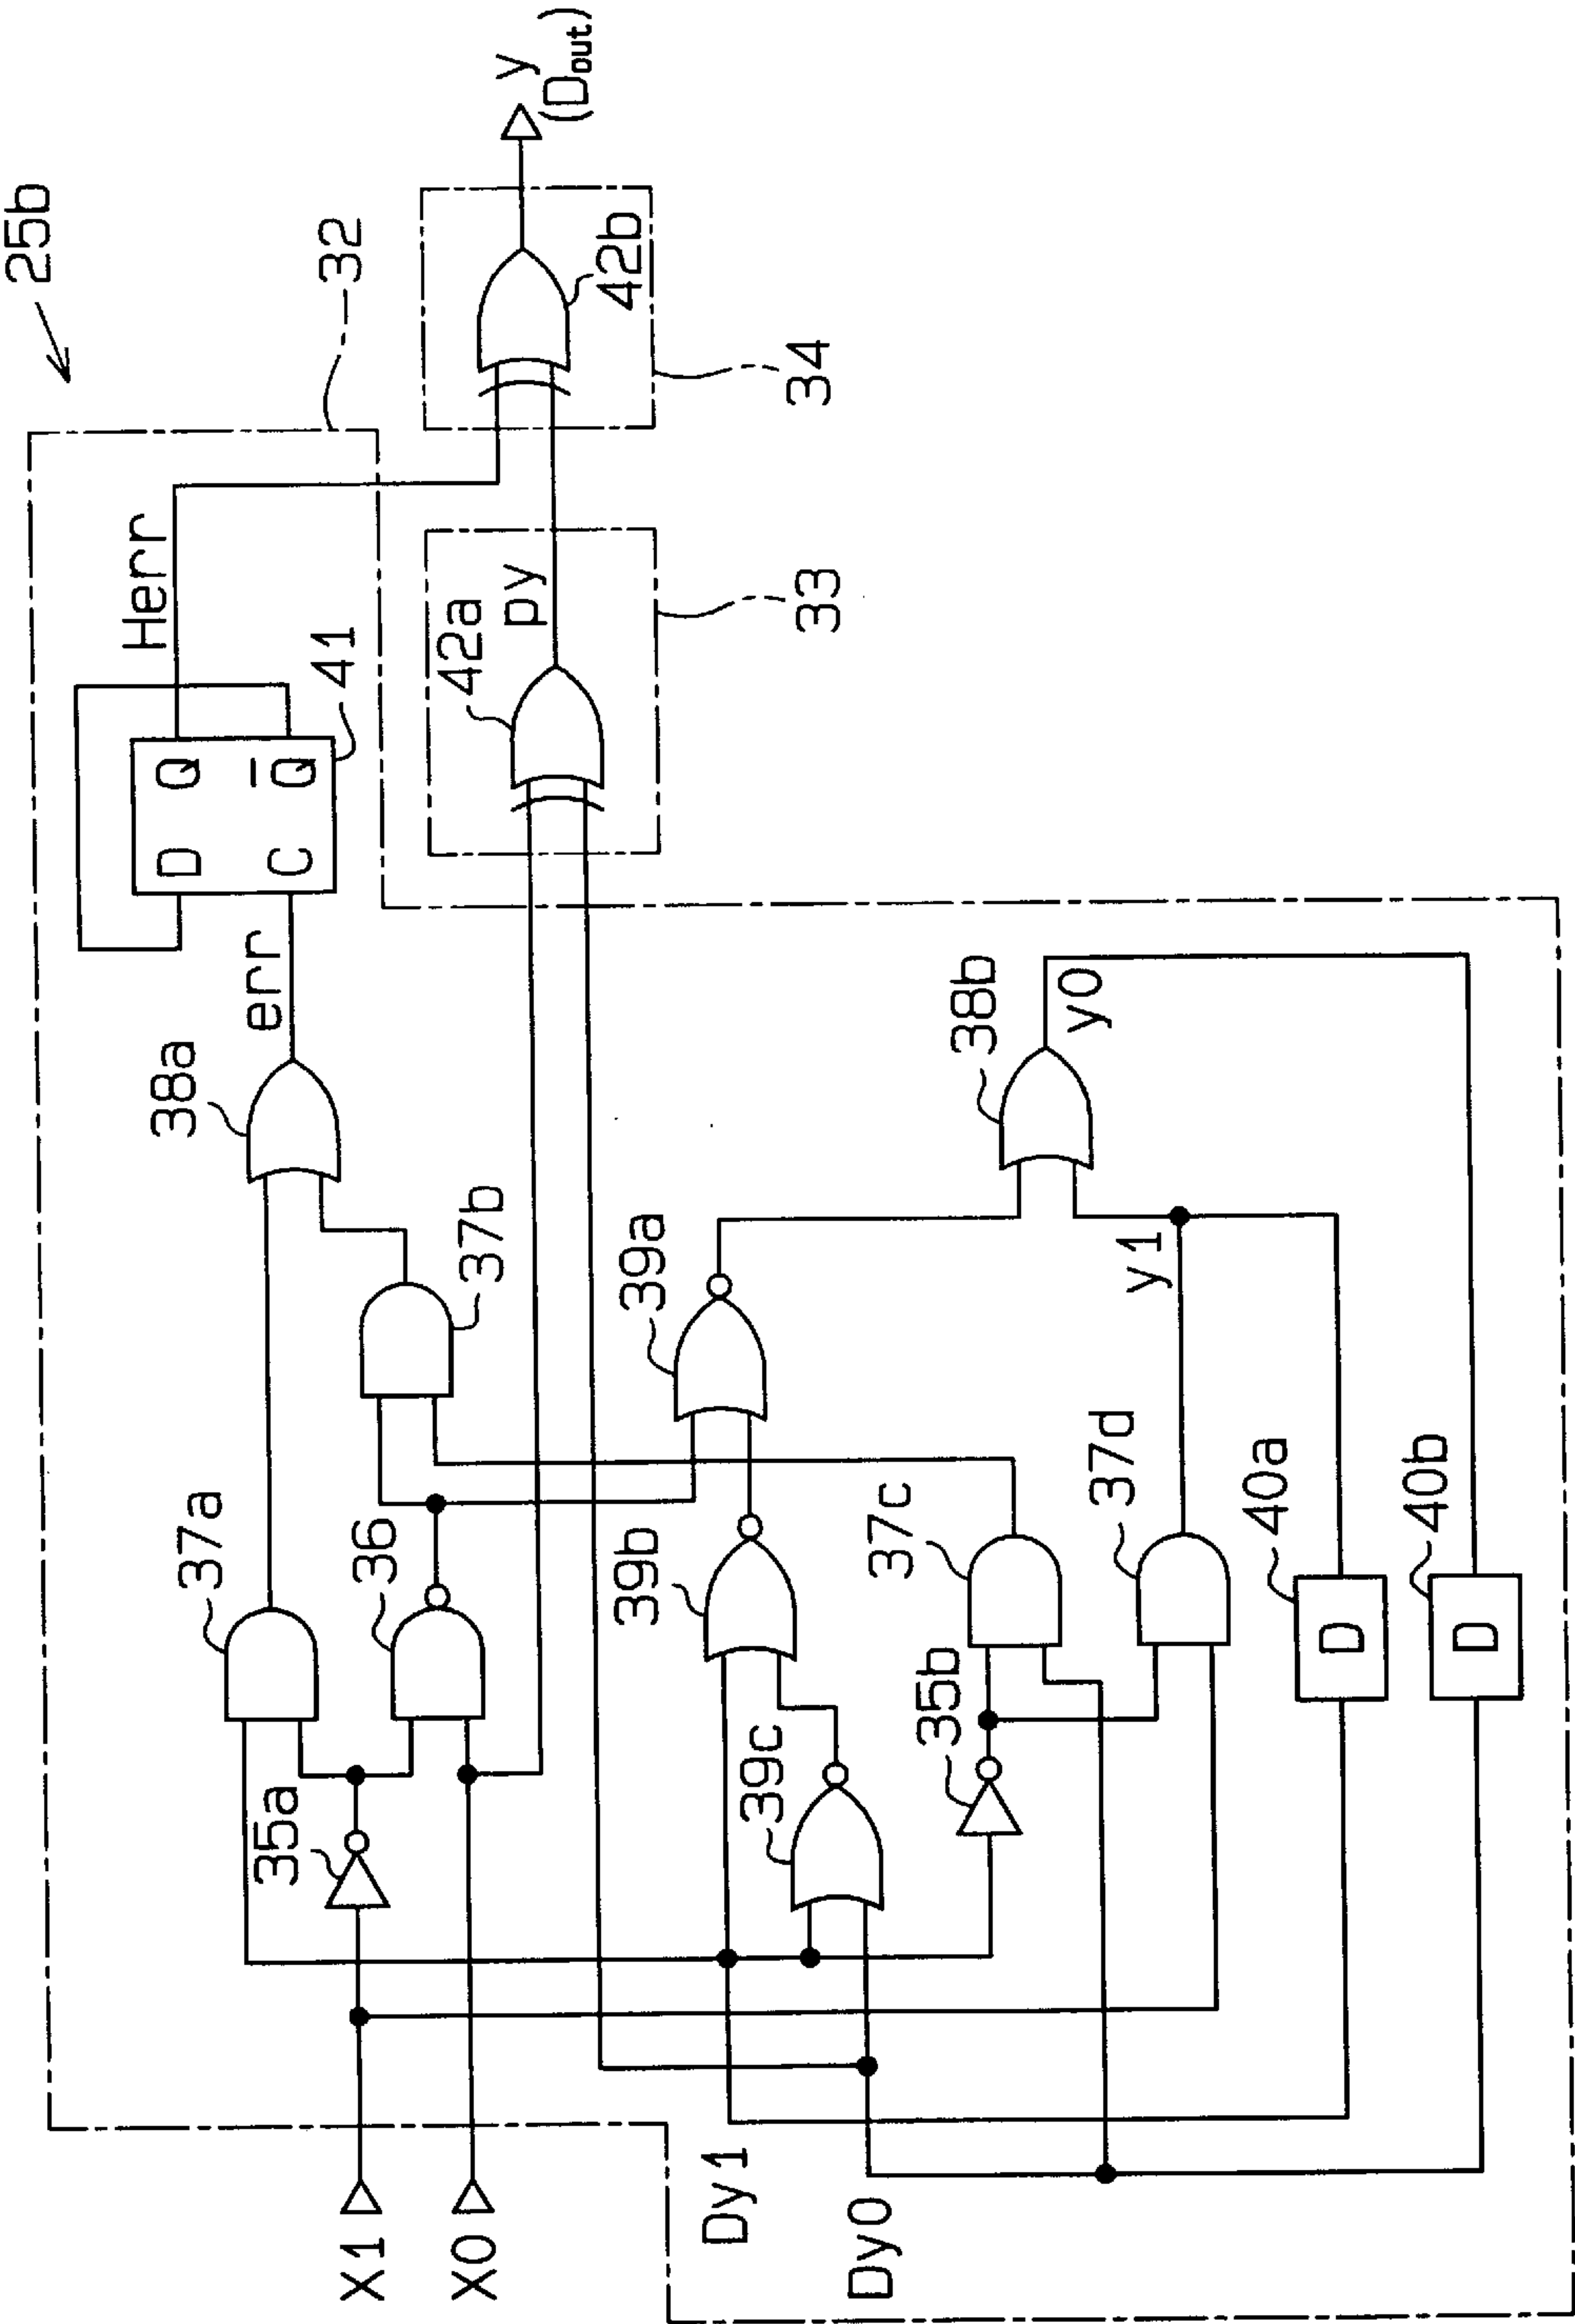 25b
32
Herr
y
(Dout)
D Q
C Q̅
41
err
38a
42a
py
42b
34
33
37a
36
37b
35a
39a
39b
39c
38b
y0
y1
37c
35b
37d
40a
D
40b
D
X1
X0
Dy1
Dy0